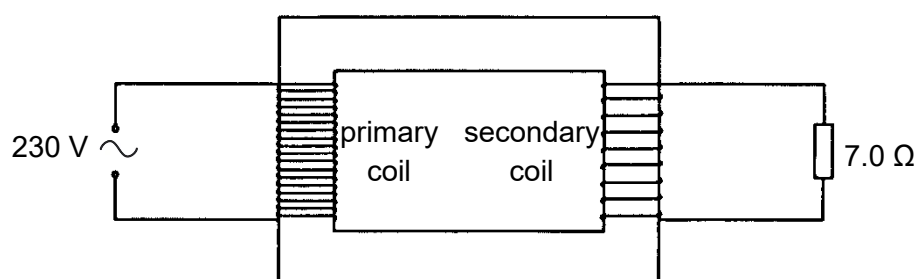 230 V
primary
coil
secondary
coil
7.0 Ω